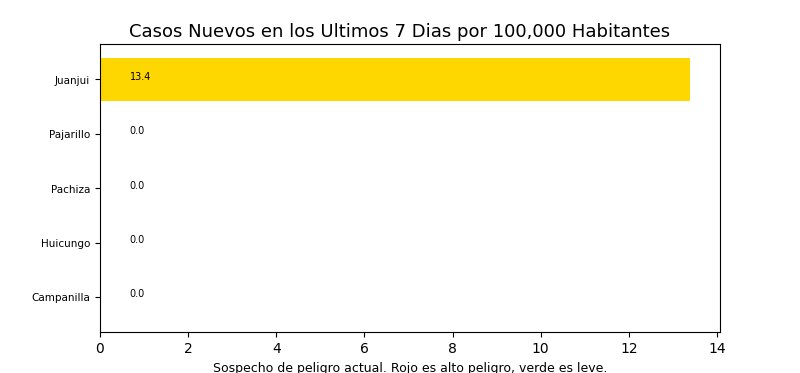 Casos Nuevos en los Ultimos 7 Dias por 100,000 Habitantes
Juanjui 13.4
Pajarillo 0.0
Pachiza 0.0
Huicungo 0.0
Campanilla 0.0
0 2 4 6 8 10 12 14
Sospecho de peligro actual. Rojo es alto peligro, verde es leve.